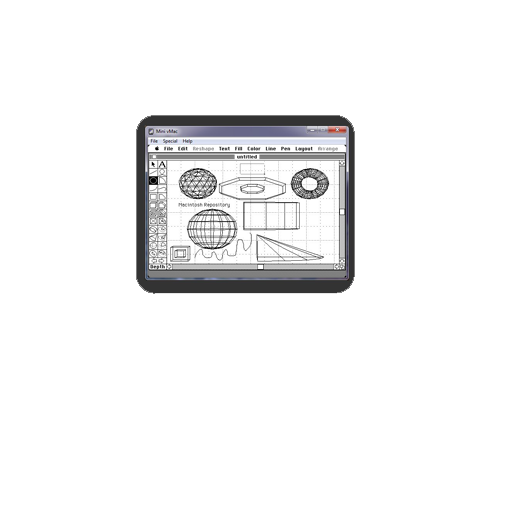 Mini vMac
File Special Help
File Edit Reshape Text Fill Color Line Pen Layout Arrange
untitled
A
Macintosh Repository
Depth